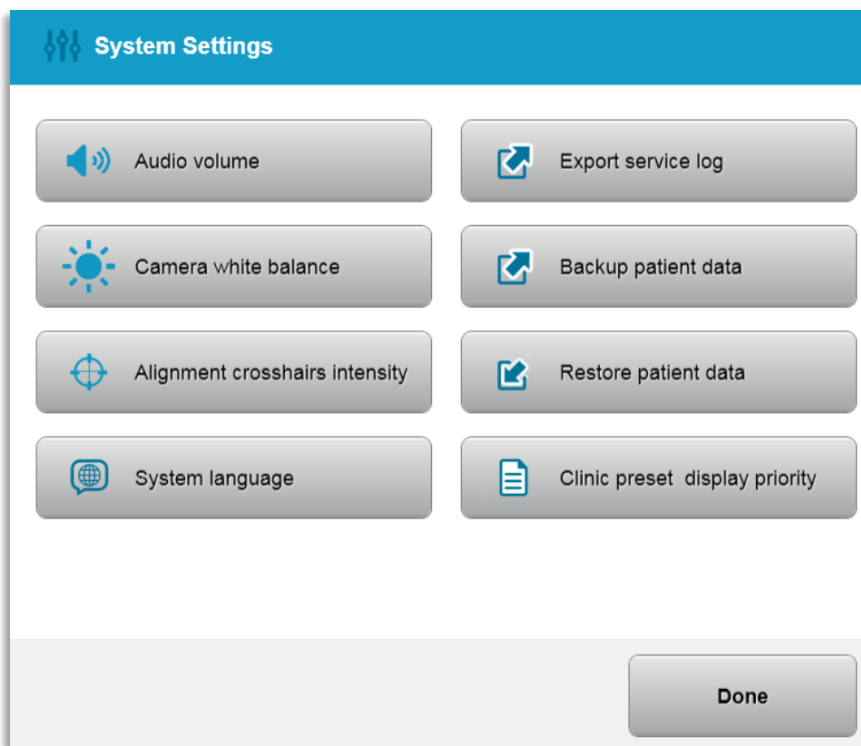 System Settings
Audio volume
Export service log
Camera white balance
Backup patient data
Alignment crosshairs intensity
Restore patient data
System language
Clinic preset display priority
Done